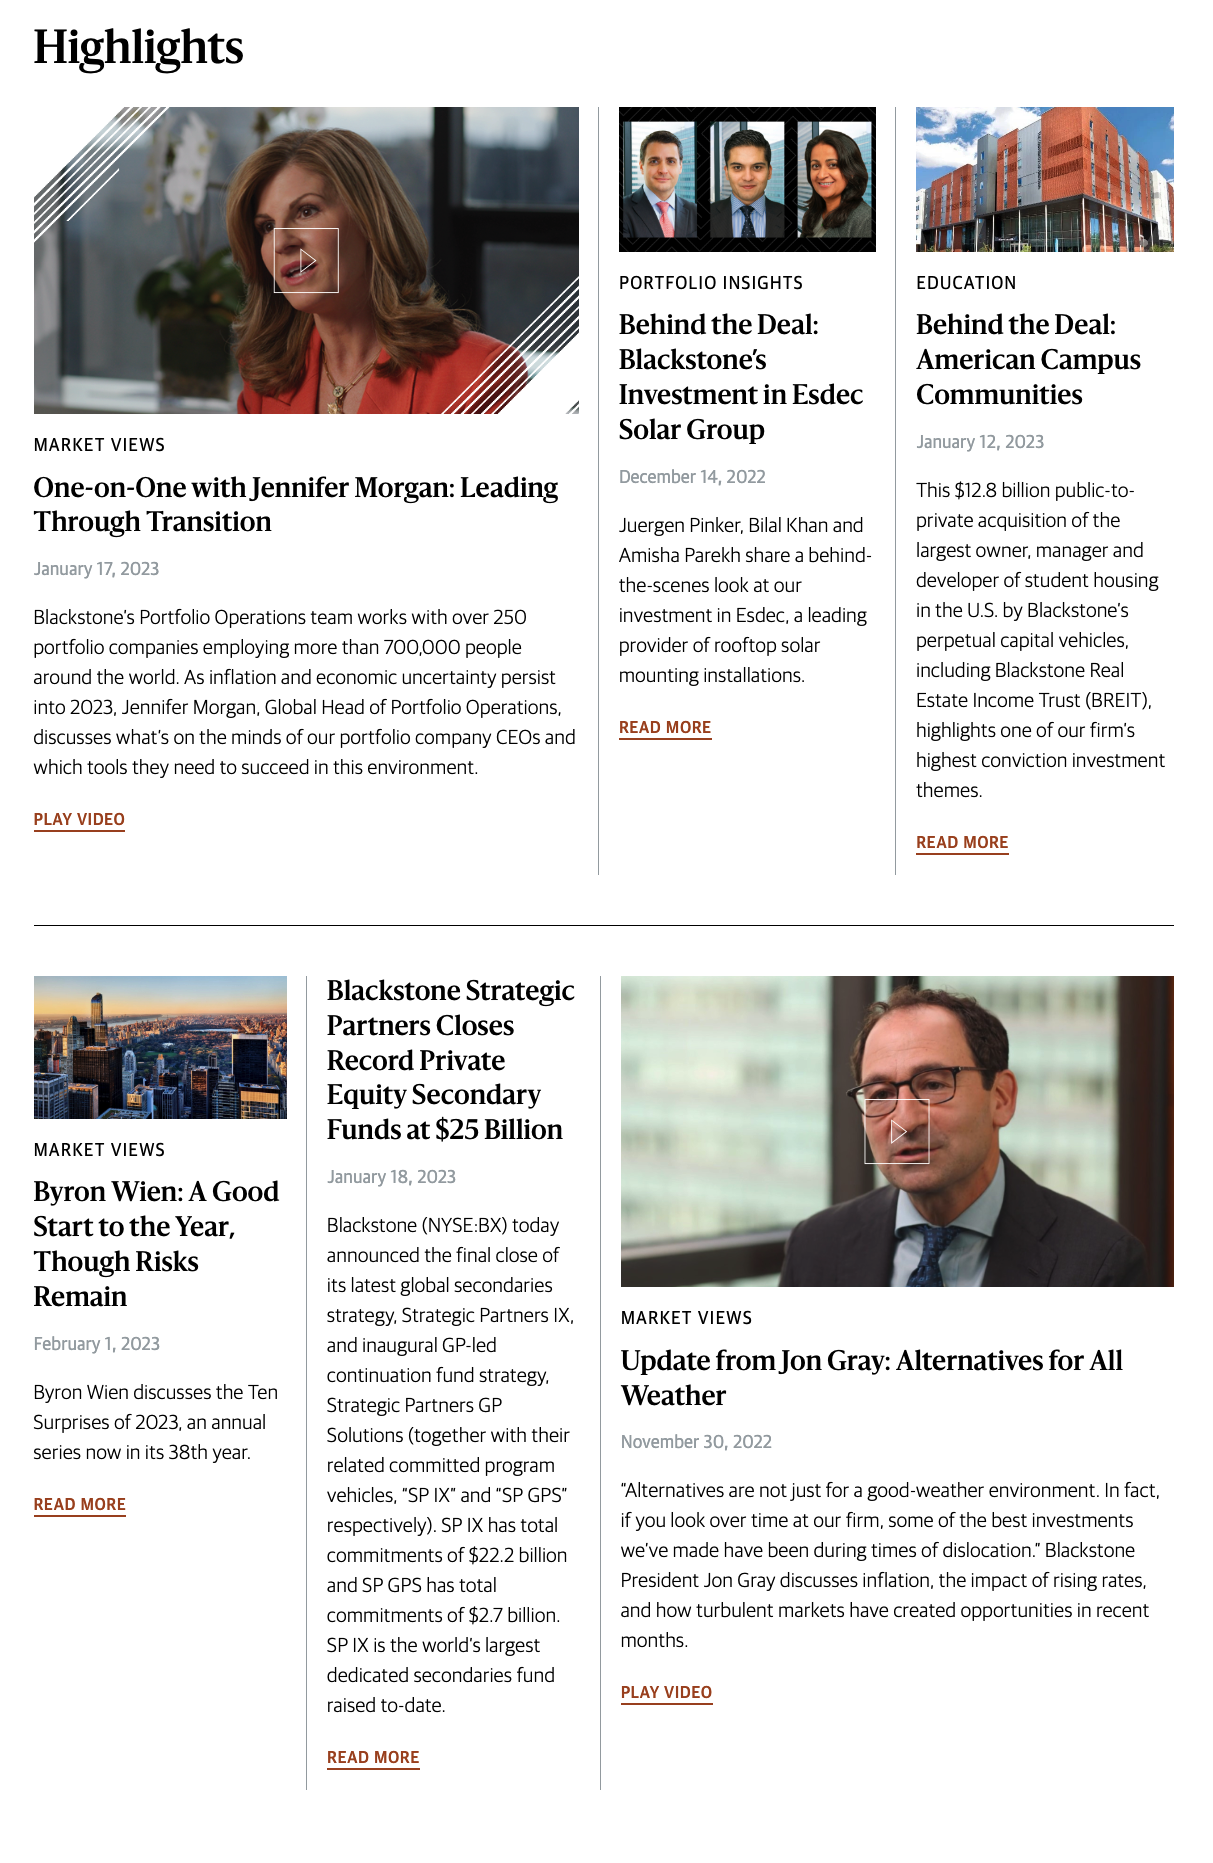 Highlights
MARKET VIEWS
One-on-One with Jennifer Morgan: Leading
Through Transition
January 17, 2023
Blackstone’s Portfolio Operations team works with over 250
portfolio companies employing more than 700,000 people
around the world. As inflation and economic uncertainty persist
into 2023, Jennifer Morgan, Global Head of Portfolio Operations,
discusses what’s on the minds of our portfolio company CEOs and
which tools they need to succeed in this environment.
PLAY VIDEO
PORTFOLIO INSIGHTS
Behind the Deal:
Blackstone’s
Investment in Esdec
Solar Group
December 14, 2022
Juergen Pinker, Bilal Khan and
Amisha Parekh share a behind-
the-scenes look at our
investment in Esdec, a leading
provider of rooftop solar
mounting installations.
READ MORE
EDUCATION
Behind the Deal:
American Campus
Communities
January 12, 2023
This $12.8 billion public-to-
private acquisition of the
largest owner, manager and
developer of student housing
in the U.S. by Blackstone’s
perpetual capital vehicles,
including Blackstone Real
Estate Income Trust (BREIT),
highlights one of our firm’s
highest conviction investment
themes.
READ MORE
MARKET VIEWS
Byron Wien: A Good
Start to the Year,
Though Risks
Remain
February 1, 2023
Byron Wien discusses the Ten
Surprises of 2023, an annual
series now in its 38th year.
READ MORE
Blackstone Strategic
Partners Closes
Record Private
Equity Secondary
Funds at $25 Billion
January 18, 2023
Blackstone (NYSE:BX) today
announced the final close of
its latest global secondaries
strategy, Strategic Partners IX,
and inaugural GP-led
continuation fund strategy,
Strategic Partners GP
Solutions (together with their
related committed program
vehicles, “SP IX” and “SP GPS”
respectively). SP IX has total
commitments of $22.2 billion
and SP GPS has total
commitments of $2.7 billion.
SP IX is the world’s largest
dedicated secondaries fund
raised to-date.
READ MORE
MARKET VIEWS
Update from Jon Gray: Alternatives for All
Weather
November 30, 2022
“Alternatives are not just for a good-weather environment. In fact,
if you look over time at our firm, some of the best investments
we’ve made have been during times of dislocation.” Blackstone
President Jon Gray discusses inflation, the impact of rising rates,
and how turbulent markets have created opportunities in recent
months.
PLAY VIDEO